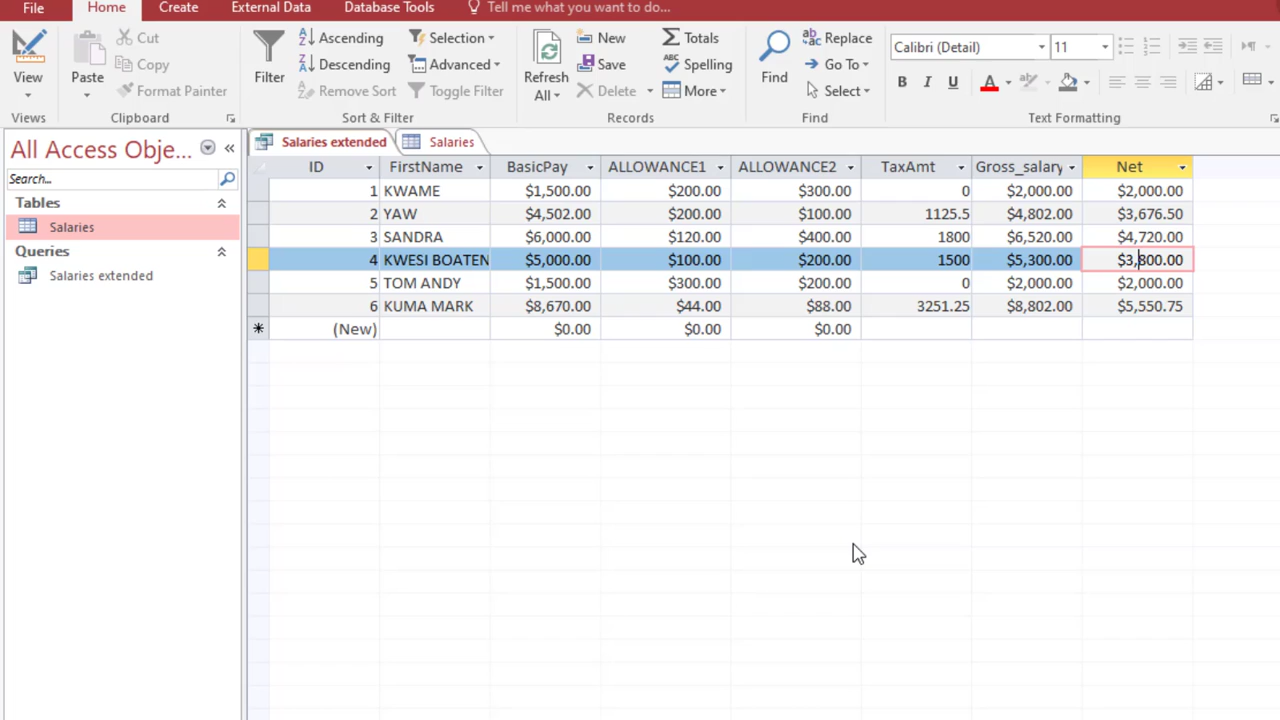 File Home Create External Data Database Tools Tell me what you want to do...
View
Views
Paste
Cut
Copy
Format Painter
Clipboard
Filter
Ascending
Descending
Remove Sort
Selection
Advanced
Toggle Filter
Sort & Filter
Refresh
All
New
Save
Delete
Totals
Spelling
More
Records
Find
Replace
Go To
Select
Find
Calibri (Detail) 11
B I U A
Text Formatting
All Access Obje...
Search...
Tables
Salaries
Queries
Salaries extended
Salaries extended Salaries
ID FirstName BasicPay ALLOWANCE1 ALLOWANCE2 TaxAmt Gross_salary Net
1 KWAME $1,500.00 $200.00 $300.00 0 $2,000.00 $2,000.00
2 YAW $4,502.00 $200.00 $100.00 1125.5 $4,802.00 $3,676.50
3 SANDRA $6,000.00 $120.00 $400.00 1800 $6,520.00 $4,720.00
4 KWESI BOATEN $5,000.00 $100.00 $200.00 1500 $5,300.00 $3,800.00
5 TOM ANDY $1,500.00 $300.00 $200.00 0 $2,000.00 $2,000.00
6 KUMA MARK $8,670.00 $44.00 $88.00 3251.25 $8,802.00 $5,550.75
* (New) $0.00 $0.00 $0.00